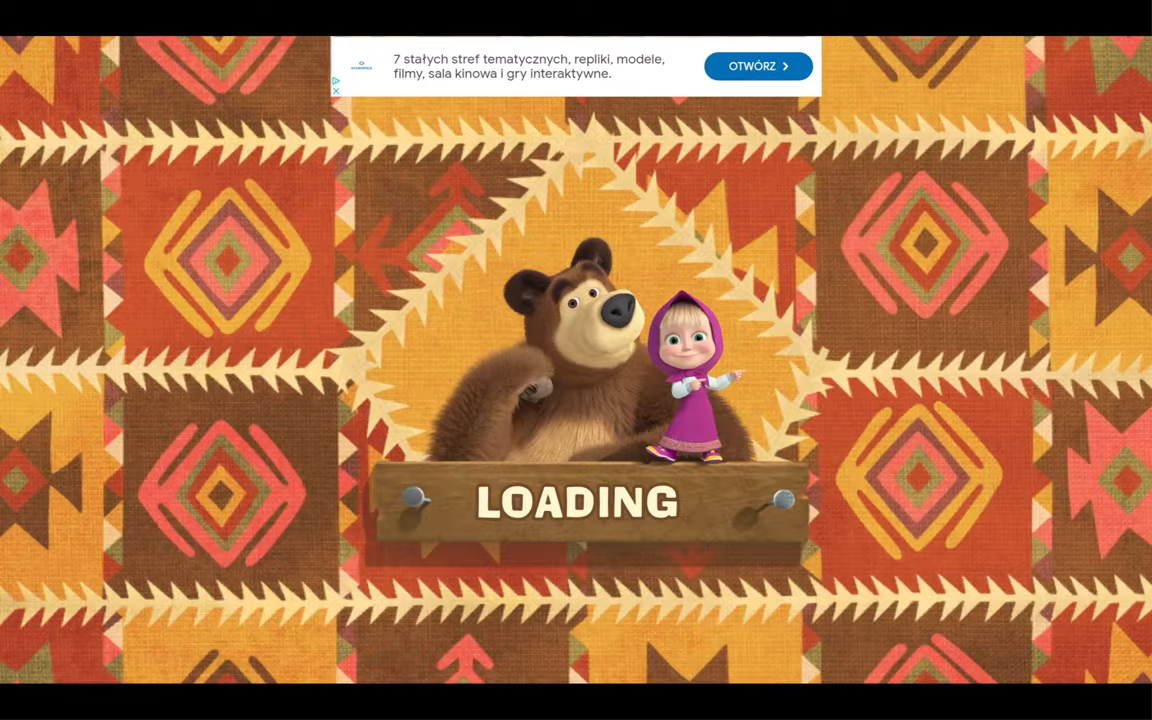 7 stałych stref tematycznych, repliki, modele,
filmy, sala kinowa i gry interaktywne.
OTWÓRZ
LOADING